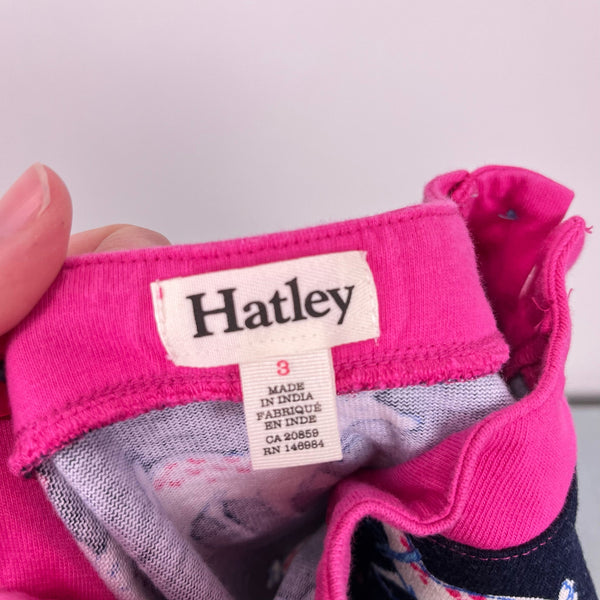 Hatley
3
MADE
IN INDIA
FABRIQUÉ
EN INDE
CA 20859
RN 146984